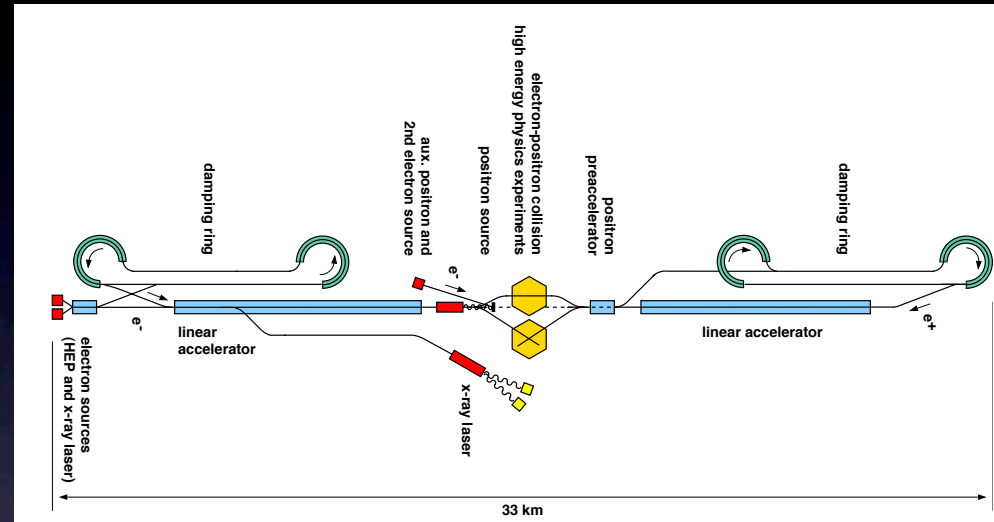 electron-positron collision
high energy physics experiments
aux. positron and
2nd electron source
positron source
positron
preaccelerator
damping ring
damping ring
e-
e-
e+
linear
accelerator
linear accelerator
electron sources
(HEP and x-ray laser)
x-ray laser
33 km